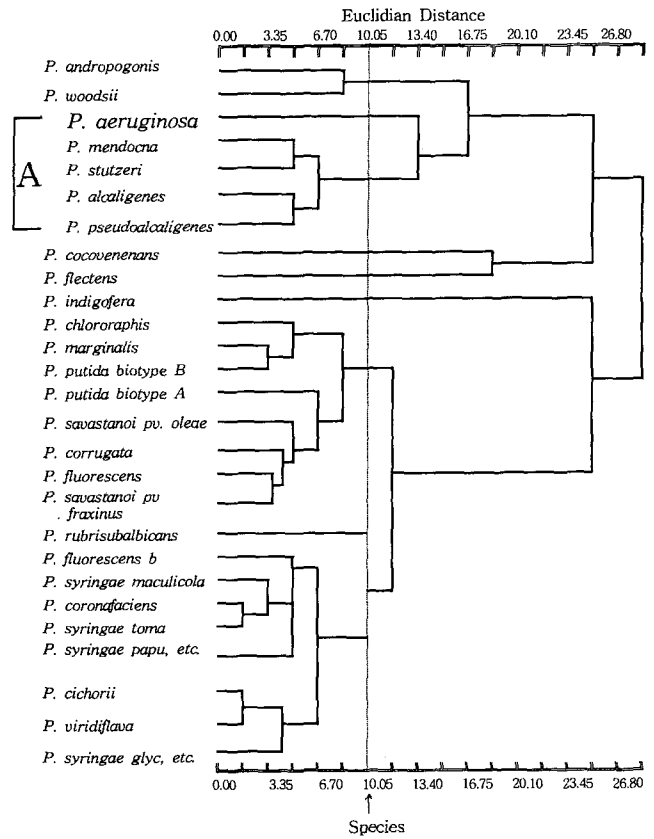 Euclidian Distance
0.00 3.35 6.70 10.05 13.40 16.75 20.10 23.45 26.80
P. andropogonis
P. woodsii
P. aeruginosa
P. mendocna
A
P. stutzeri
P. alcaligenes
P. pseudoalcaligenes
P. cocovenenans
P. flectens
P. indigofera
P. chlororaphis
P. marginalis
P. putida biotype B
P. putida biotype A
P. savastanoi pv. oleae
P. corrugata
P. fluorescens
P. savastanoi pv
. fraxinus
P. rubrisubalbicans
P. fluorescens b
P. syringae maculicola
P. coronafaciens
P. syringae toma
P. syringae papu, etc.
P. cichorii
P. viridiflava
P. syringae glyc, etc.
0.00 3.35 6.70 10.05 13.40 16.75 20.10 23.45 26.80
Species